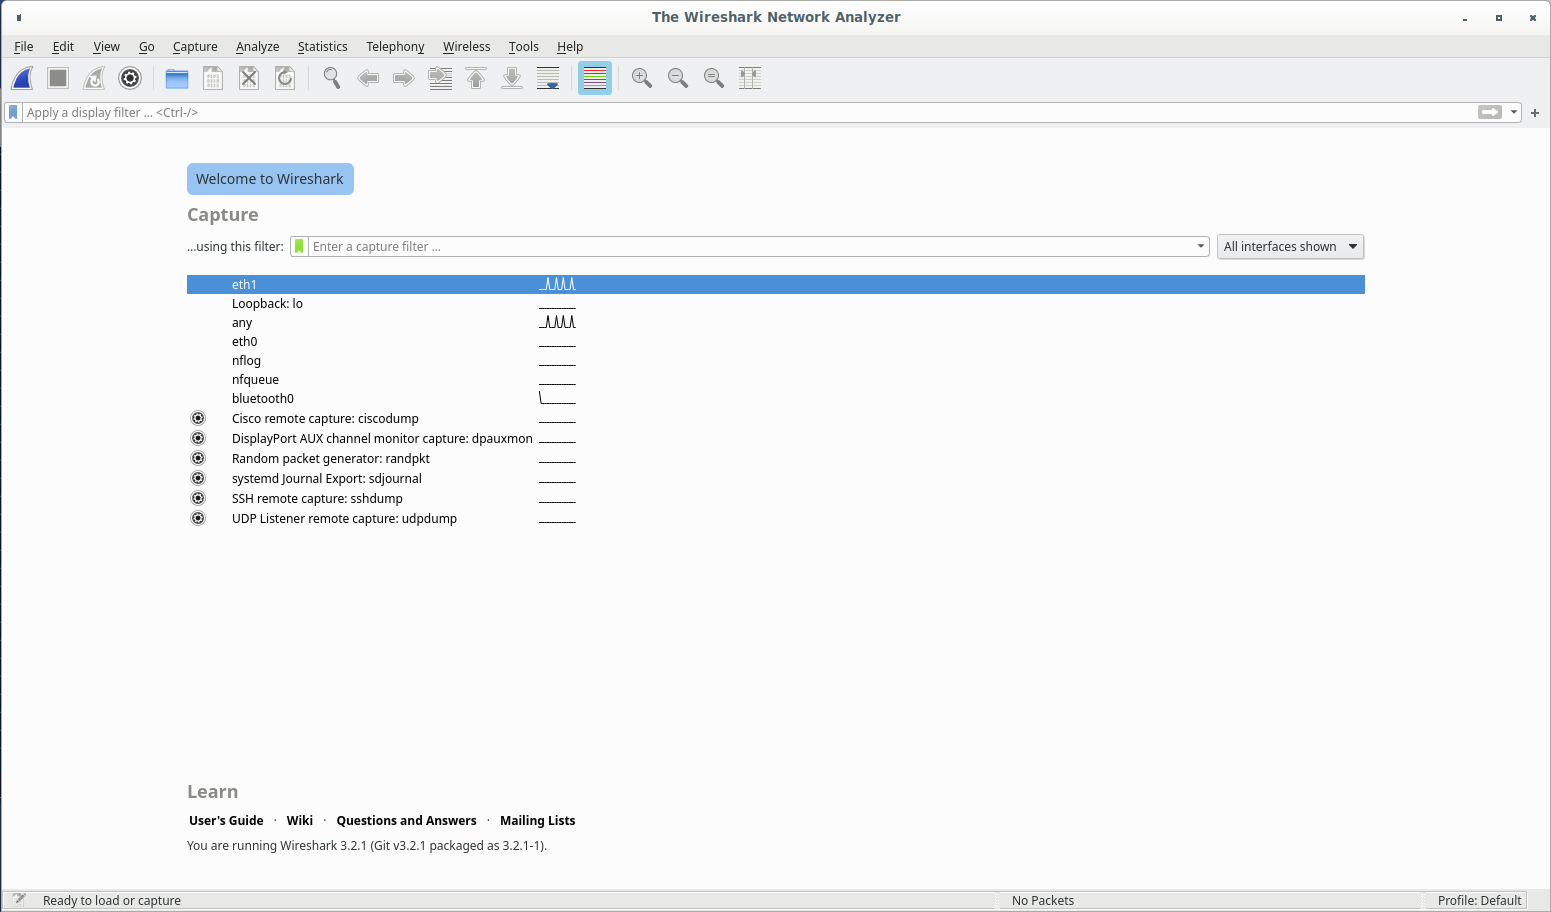 The Wireshark Network Analyzer
File Edit View Go Capture Analyze Statistics Telephony Wireless Tools Help
Apply a display filter ... <Ctrl-/>
Welcome to Wireshark
Capture
...using this filter: Enter a capture filter ... All interfaces shown
eth1
Loopback: lo
any
eth0
nflog
nfqueue
bluetooth0
Cisco remote capture: ciscodump
DisplayPort AUX channel monitor capture: dpauxmon
Random packet generator: randpkt
systemd Journal Export: sdjournal
SSH remote capture: sshdump
UDP Listener remote capture: udpdump
Learn
User's Guide · Wiki · Questions and Answers · Mailing Lists
You are running Wireshark 3.2.1 (Git v3.2.1 packaged as 3.2.1-1).
Ready to load or capture No Packets Profile: Default